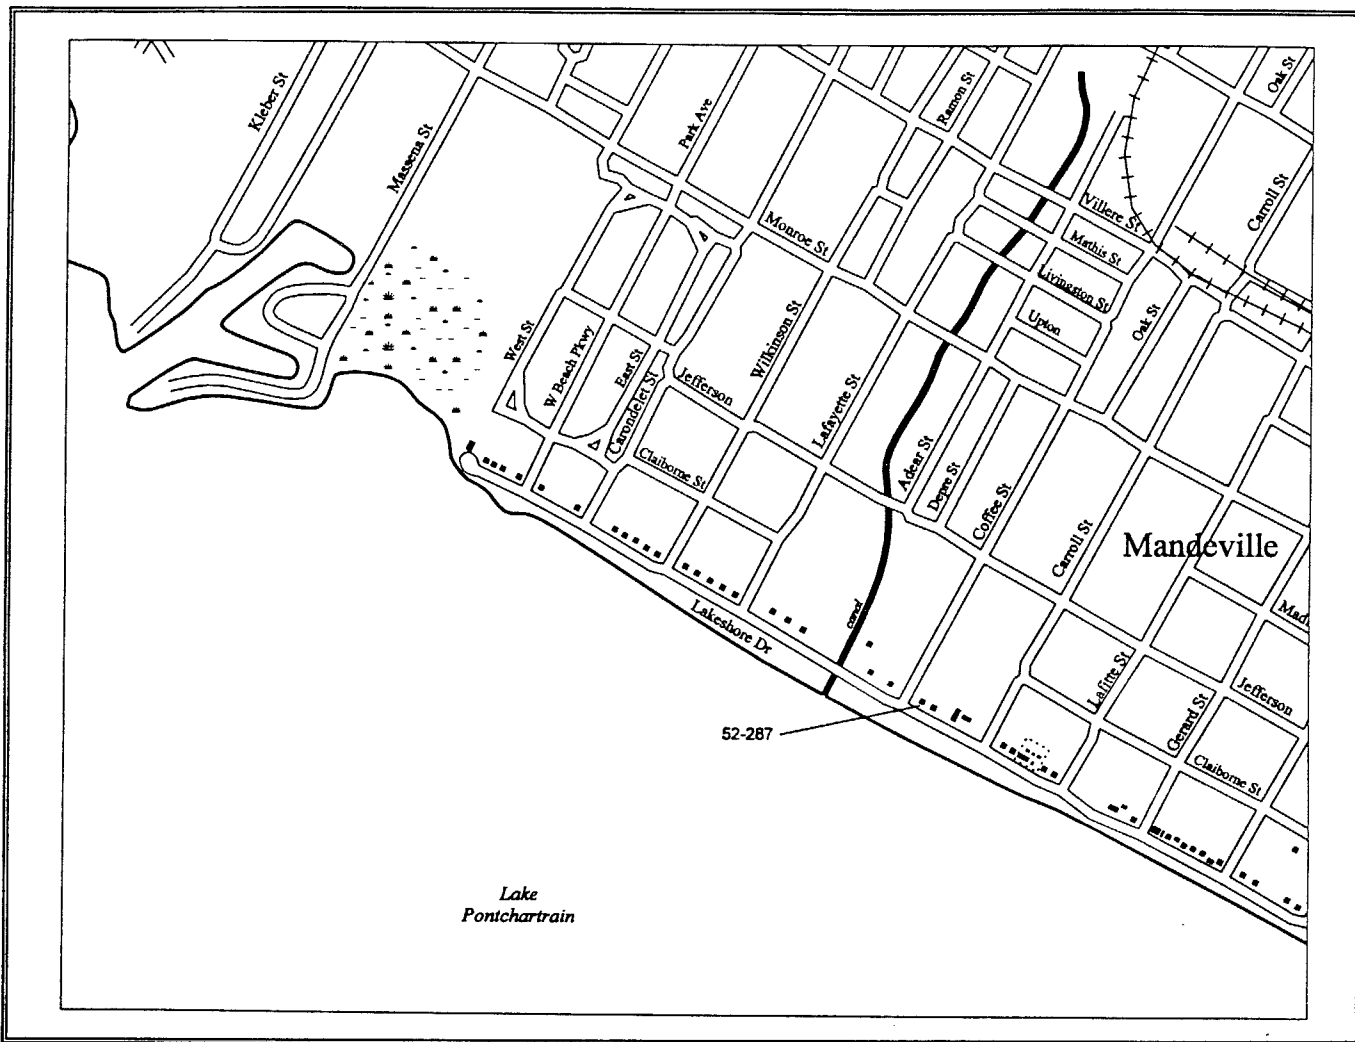 Kleber St
Massena St
Park Ave
Ramon St
Oak St
Carroll St
Villere St
Mathis St
Livingston St
Upton
Oak St
Monroe St
Wilkinson St
West St
W Beach Pkwy
East St
Carondelet St
Jefferson
Lafayette St
Claiborne St
Adear St
Depre St
Coffee St
Carroll St
Mandeville
Lakeshore Dr
canal
Lafitte St
Gerard St
Madi
Jefferson
Claiborne St
52-287
Lake
Pontchartrain